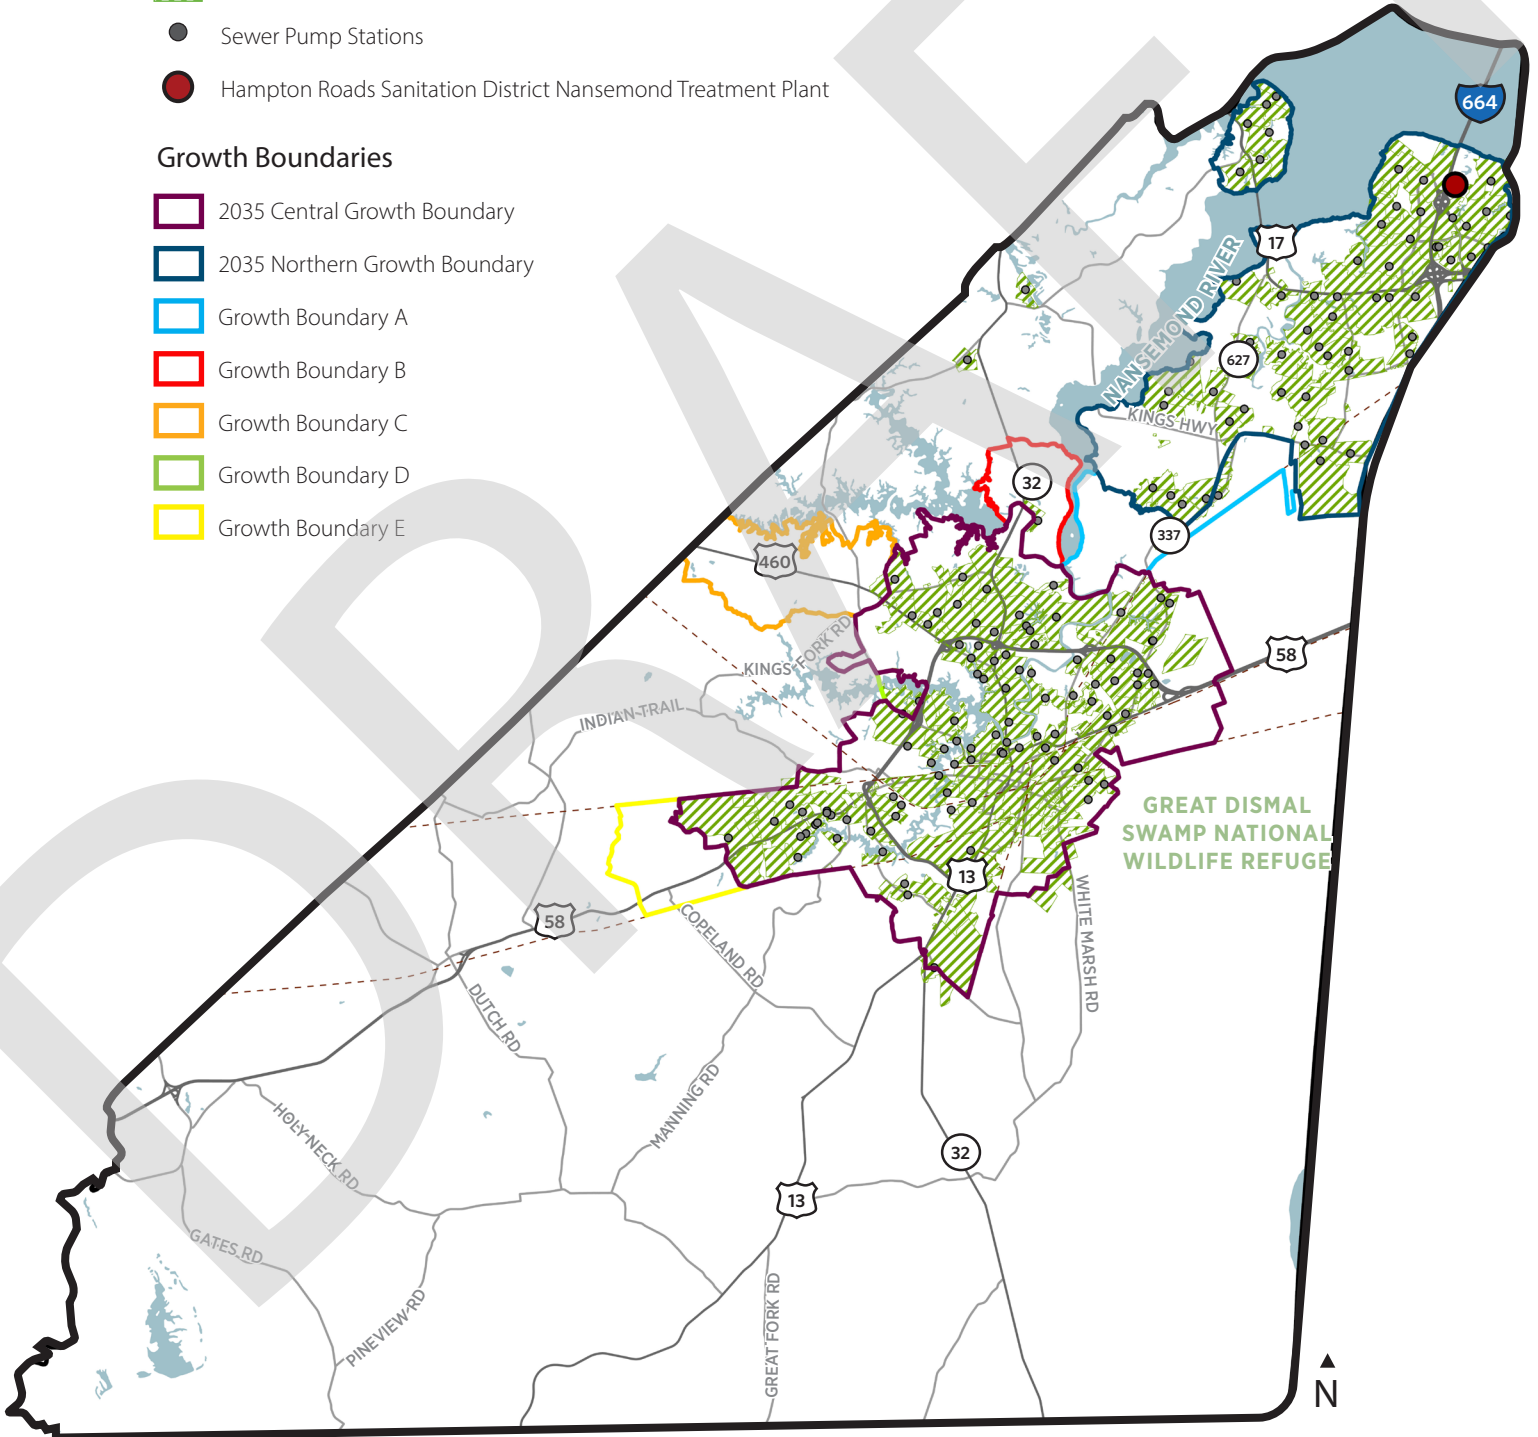 Sewer Pump Stations
Hampton Roads Sanitation District Nansemond Treatment Plant
Growth Boundaries
2035 Central Growth Boundary
2035 Northern Growth Boundary
Growth Boundary A
Growth Boundary B
Growth Boundary C
Growth Boundary D
Growth Boundary E
DRAFT
664
17
NANSEMOND RIVER
627
KINGS HWY
32
337
460
58
KINGS FORK RD
INDIAN TRAIL
GREAT DISMAL
SWAMP NATIONAL
WILDLIFE REFUGE
13
58
WHITE MARSH RD
COPELAND RD
DUTCH RD
MANNING RD
HOLY NECK RD
32
13
GATES RD
PINEVIEW RD
GREAT FORK RD
N